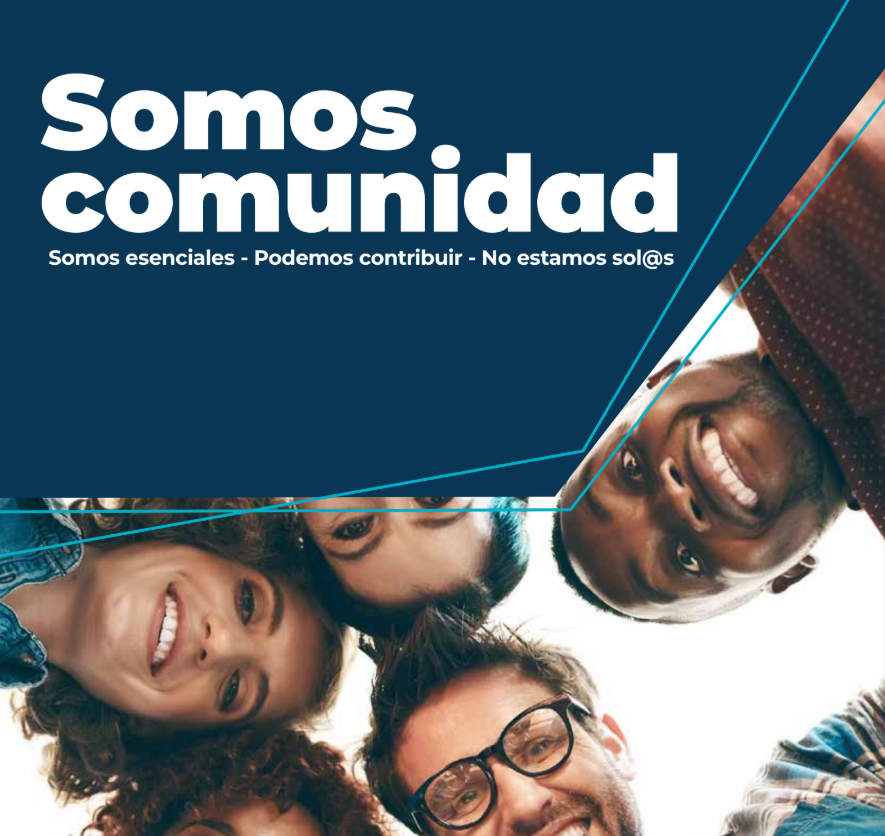 Somos
comunidad
Somos esenciales - Podemos contribuir - No estamos sol@s